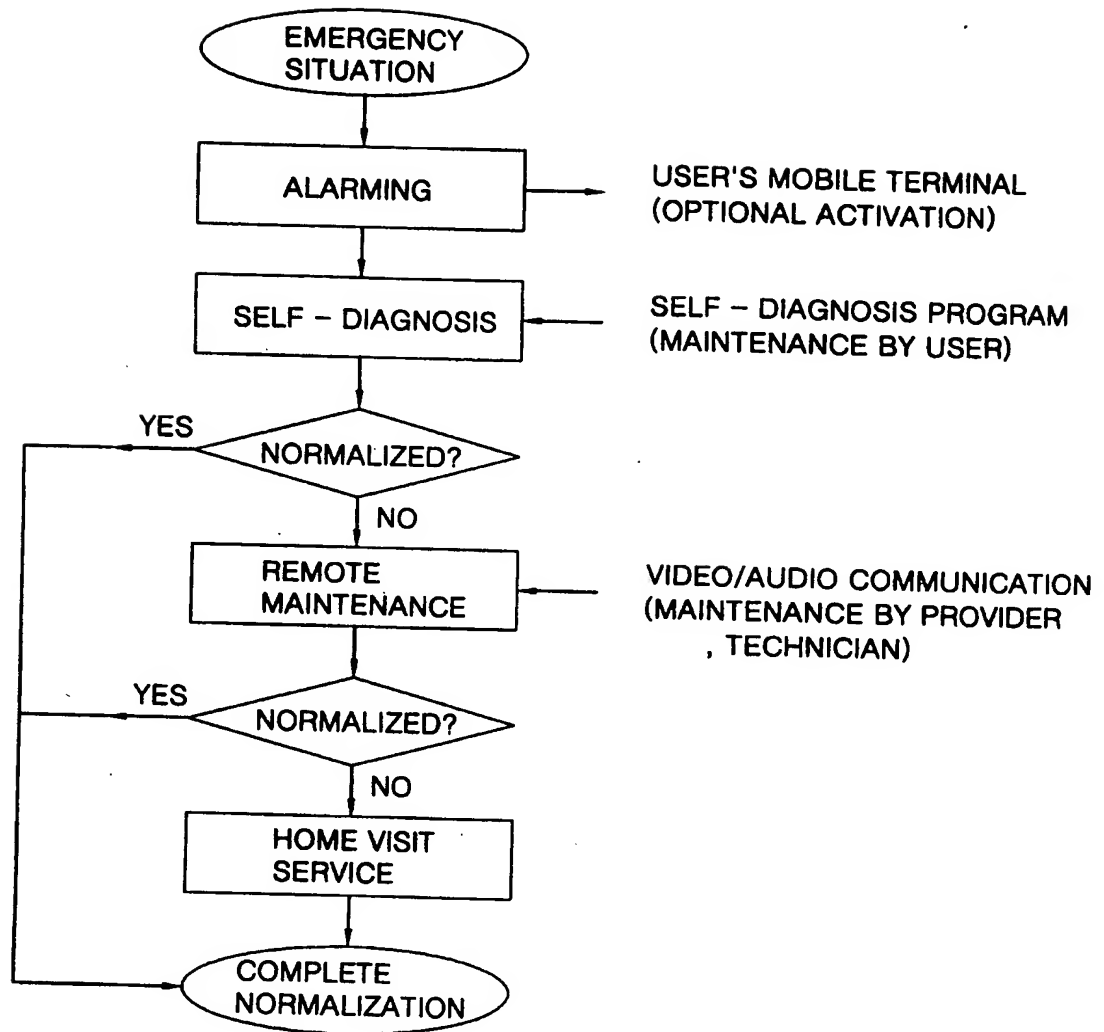 EMERGENCY
SITUATION
ALARMING
USER'S MOBILE TERMINAL
(OPTIONAL ACTIVATION)
SELF – DIAGNOSIS
SELF – DIAGNOSIS PROGRAM
(MAINTENANCE BY USER)
YES
NORMALIZED?
NO
REMOTE
MAINTENANCE
VIDEO/AUDIO COMMUNICATION
(MAINTENANCE BY PROVIDER
, TECHNICIAN)
YES
NORMALIZED?
NO
HOME VISIT
SERVICE
COMPLETE
NORMALIZATION